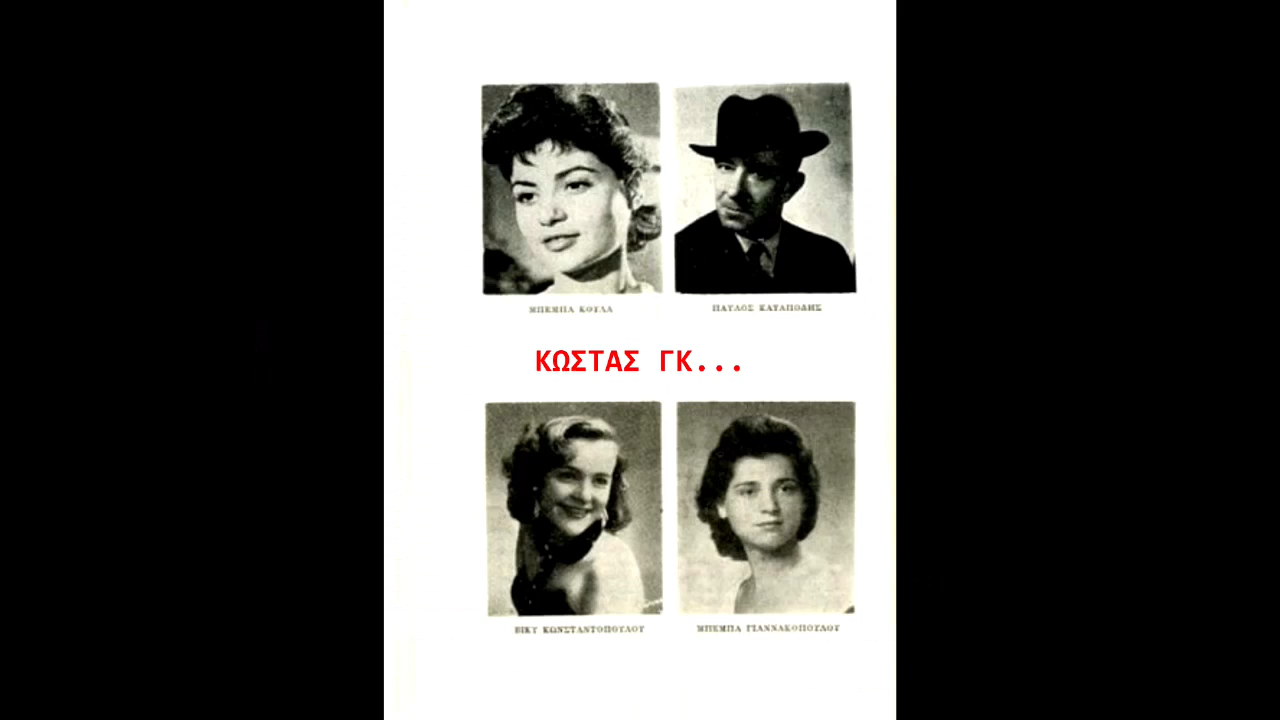 ΜΠΕΜΠΑ ΚΟΥΛΑ
ΠΑΥΛΟΣ ΚΑΤΑΠΟΔΗΣ
ΚΩΣΤΑΣ ΓΚ...
ΒΙΚΥ ΚΩΝΣΤΑΝΤΟΠΟΥΛΟΥ
ΜΠΕΜΠΑ ΓΙΑΝΝΑΚΟΠΟΥΛΟΥ